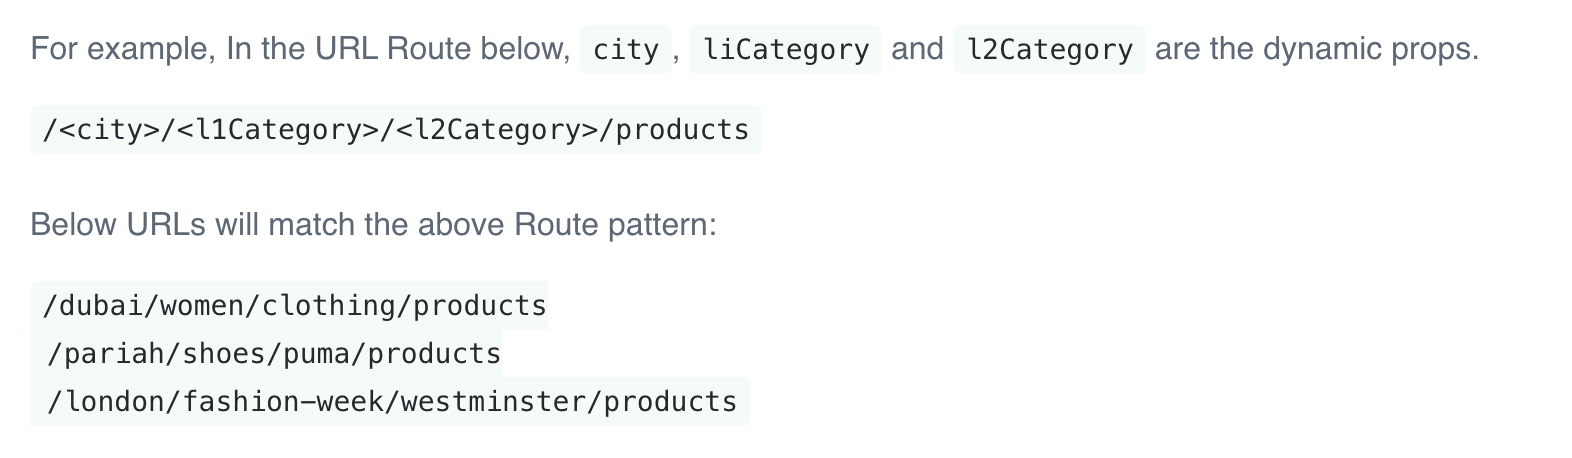 For example, In the URL Route below, city, liCategory and l2Category are the dynamic props.
/<city>/<l1Category>/<l2Category>/products
Below URLs will match the above Route pattern:
/dubai/women/clothing/products
/pariah/shoes/puma/products
/london/fashion-week/westminster/products